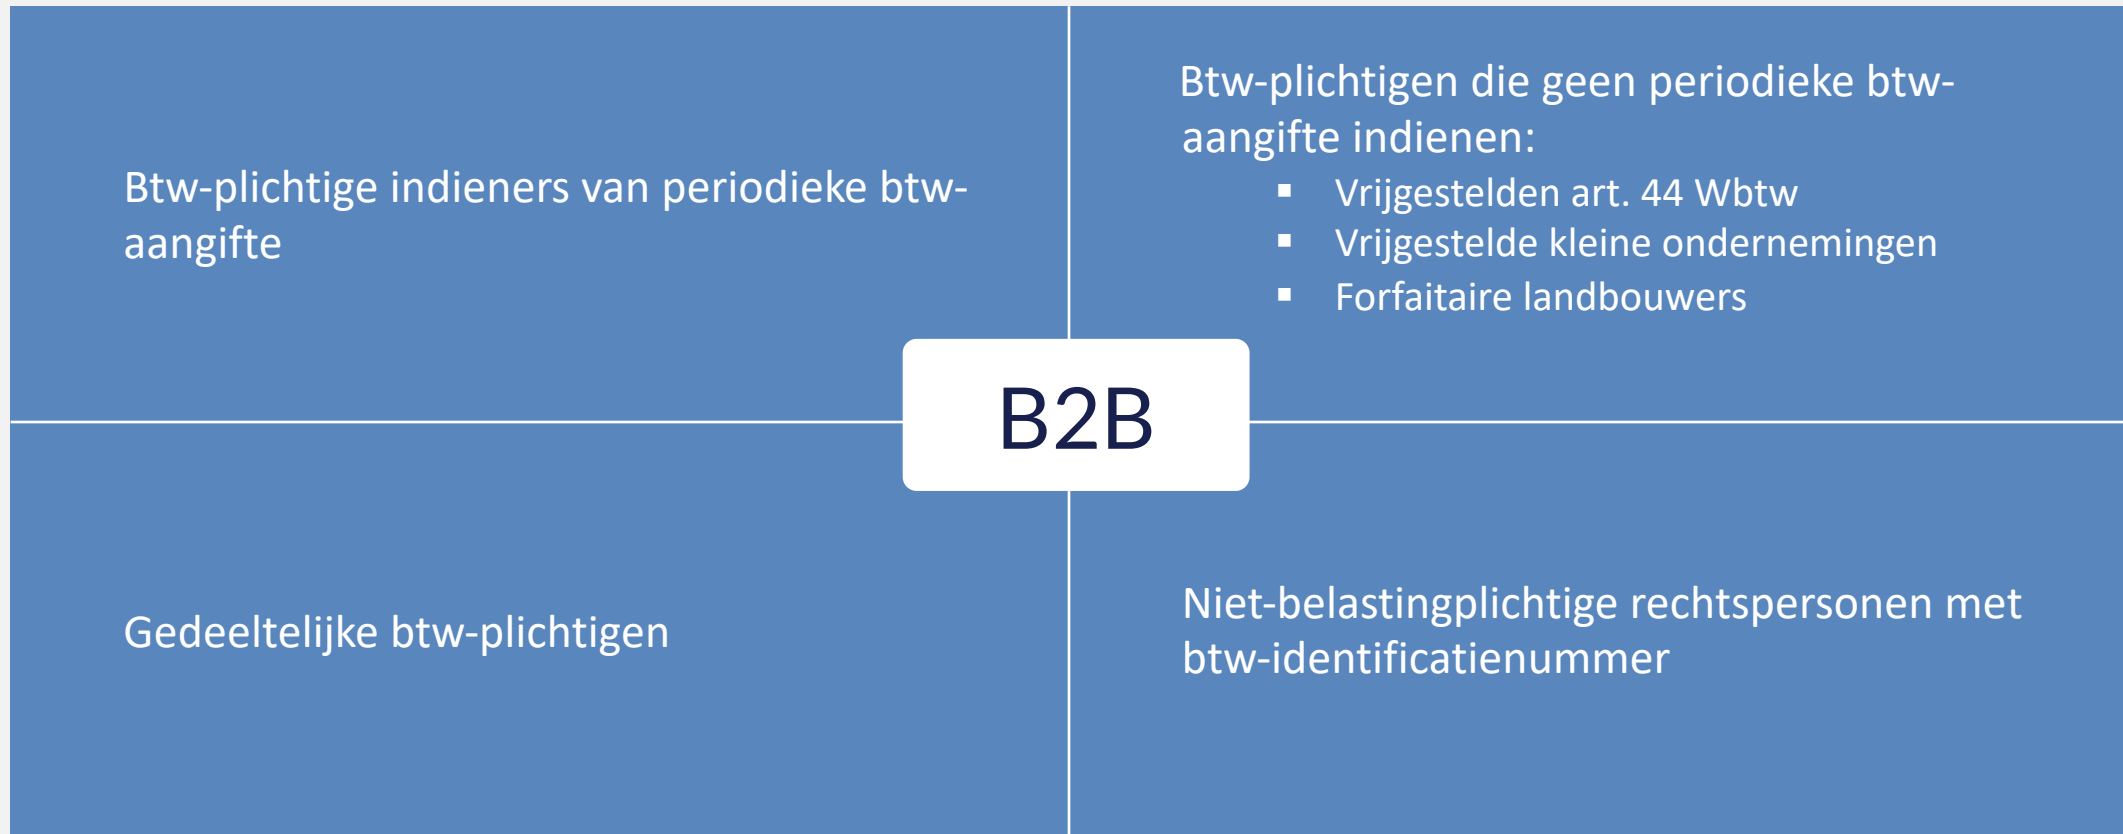 Btw-plichtige indieners van periodieke btw-
aangifte
Btw-plichtigen die geen periodieke btw-
aangifte indienen:
▪ Vrijgestelden art. 44 Wbtw
▪ Vrijgestelde kleine ondernemingen
▪ Forfaitaire landbouwers
B2B
Gedeeltelijke btw-plichtigen
Niet-belastingplichtige rechtspersonen met
btw-identificatienummer